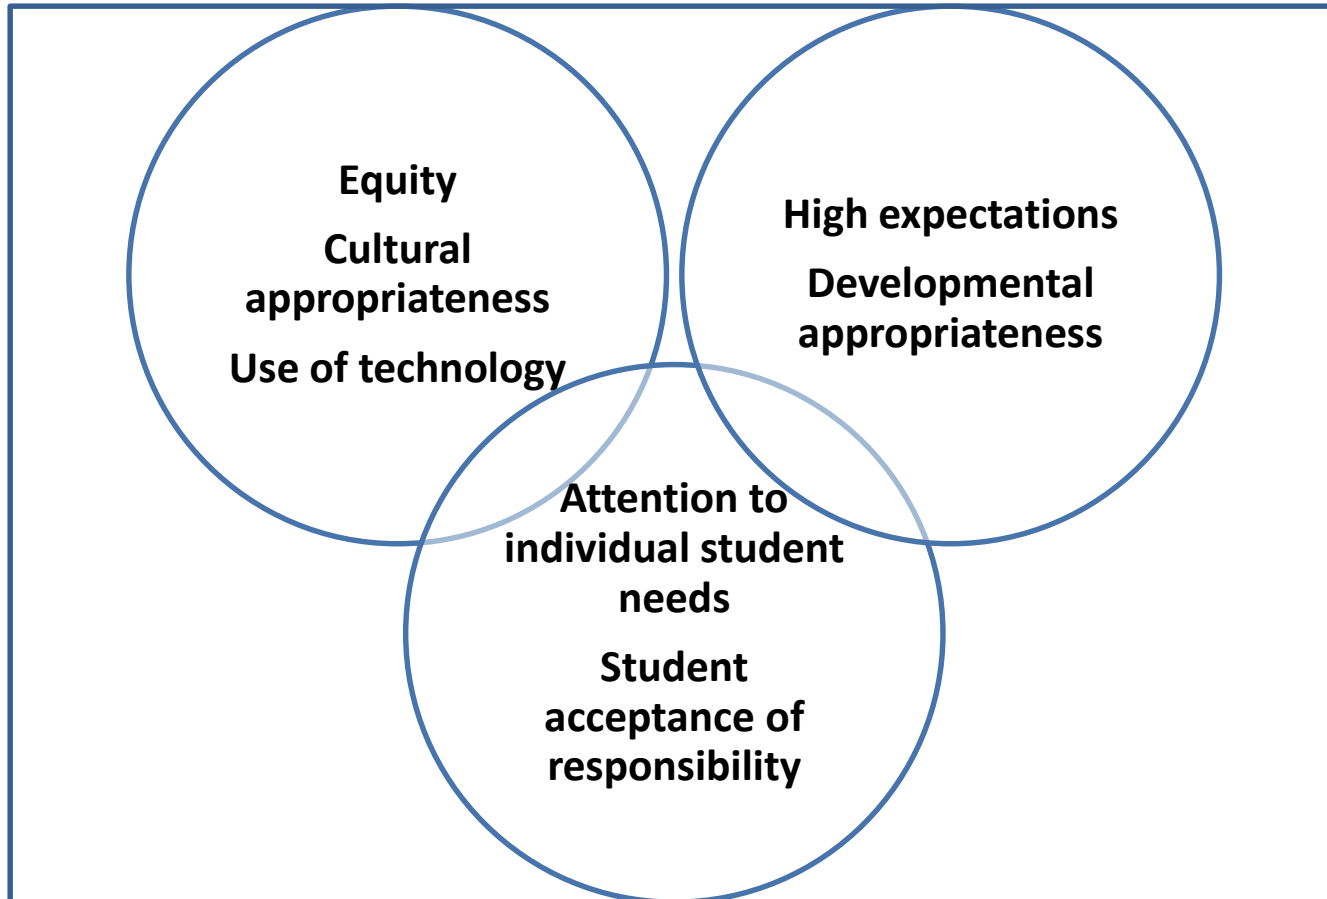 Equity
Cultural
appropriateness
Use of technology
High expectations
Developmental
appropriateness
Attention to
individual student
needs
Student
acceptance of
responsibility